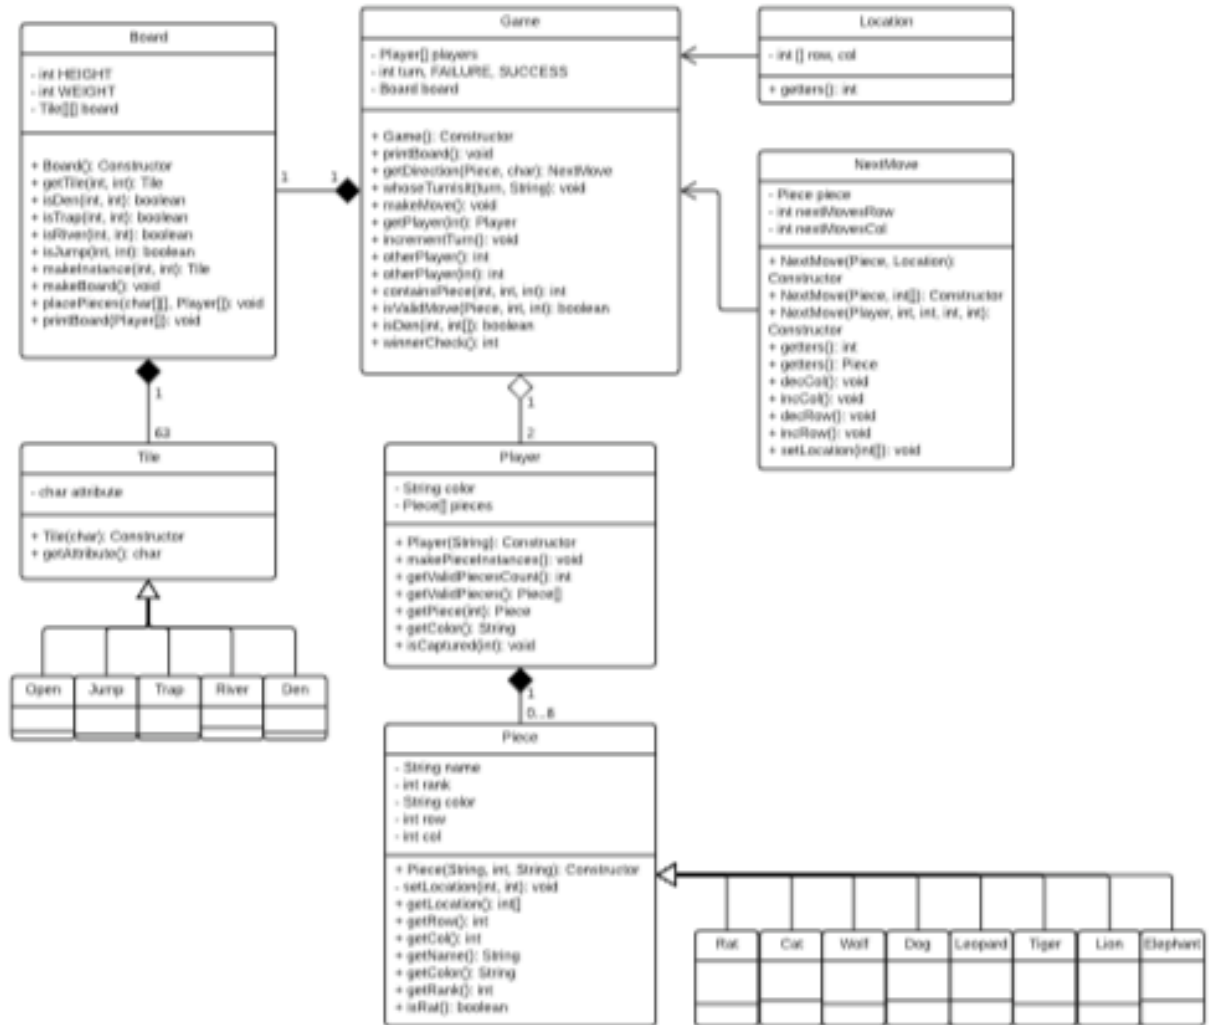 Board
- int HEIGHT
- int WEIGHT
- Tile[][] board
+ Board(): Constructor
+ getTile(int, int): Tile
+ isDen(int, int): boolean
+ isTrap(int, int): boolean
+ isRiver(int, int): boolean
+ isJump(int, int): boolean
+ makeInstance(int, int): Tile
+ makeBoard(): void
+ placePieces(char[][], Player[]): void
+ printBoard(Player[]): void
1
1
Game
- Player[] players
- int turn, FAILURE, SUCCESS
- Board board
+ Game(): Constructor
+ printBoard(): void
+ getDirection(Piece, char): NextMove
+ whoseTurnIsIt(turn, String): void
+ makeMove(): void
+ getPlayer(int): Player
+ incrementTurn(): void
+ otherPlayer(): int
+ otherPlayer(int): int
+ containsPiece(int, int, int): int
+ isValidMove(Piece, int, int): boolean
+ isDen(int, int[]): boolean
+ winnerCheck(): int
Location
- int [] row, col
+ getters(): int
NextMove
- Piece piece
- int nextMovesRow
- int nextMovesCol
+ NextMove(Piece, Location):
Constructor
+ NextMove(Piece, int[]): Constructor
+ NextMove(Player, int, int, int, int):
Constructor
+ getters(): int
+ getters(): Piece
+ decCol(): void
+ incCol(): void
+ decRow(): void
+ incRow(): void
+ setLocation(int[]): void
1
63
Tile
- char attribute
+ Tile(char): Constructor
+ getAttribute(): char
Open
Jump
Trap
River
Den
1
2
Player
- String color
- Piece[] pieces
+ Player(String): Constructor
+ makePieceInstances(): void
+ getValidPiecesCount(): int
+ getValidPieces(): Piece[]
+ getPiece(int): Piece
+ getColor(): String
+ isCaptured(int): void
1
0...8
Piece
- String name
- int rank
- String color
- int row
- int col
+ Piece(String, int, String): Constructor
- setLocation(int, int): void
+ getLocation(): int[]
+ getRow(): int
+ getCol(): int
+ getName(): String
+ getColor(): String
+ getRank(): int
+ isRat(): boolean
Rat
Cat
Wolf
Dog
Leopard
Tiger
Lion
Elephant